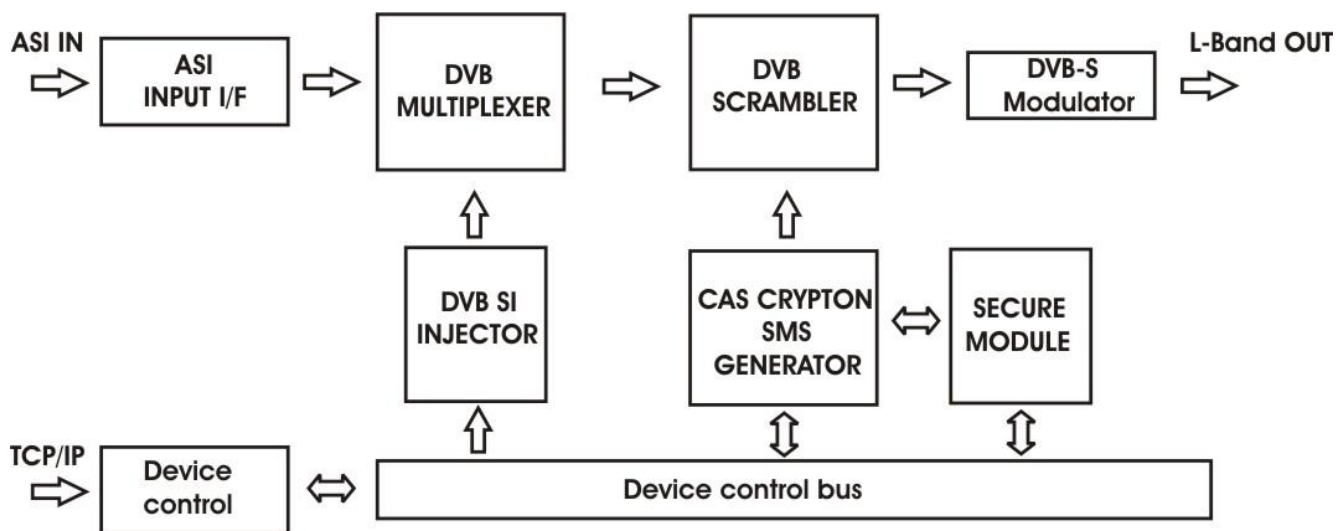 ASI IN
ASI
INPUT I/F
DVB
MULTIPLEXER
DVB
SCRAMBLER
DVB-S
Modulator
L-Band OUT
DVB SI
INJECTOR
CAS CRYPTON
SMS
GENERATOR
SECURE
MODULE
TCP/IP
Device
control
Device control bus